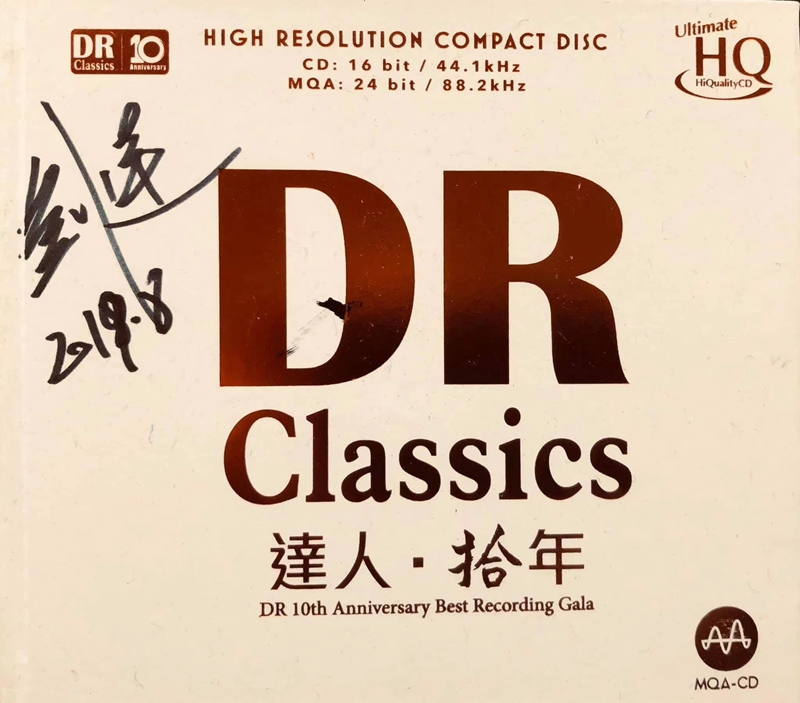 DR
Classics
10
Anniversary
HIGH RESOLUTION COMPACT DISC
CD: 16 bit / 44.1kHz
MQA: 24 bit / 88.2kHz
Ultimate
HQ
HiQualityCD
2019.8
DR
Classics
達人·拾年
DR 10th Anniversary Best Recording Gala
MQA-CD